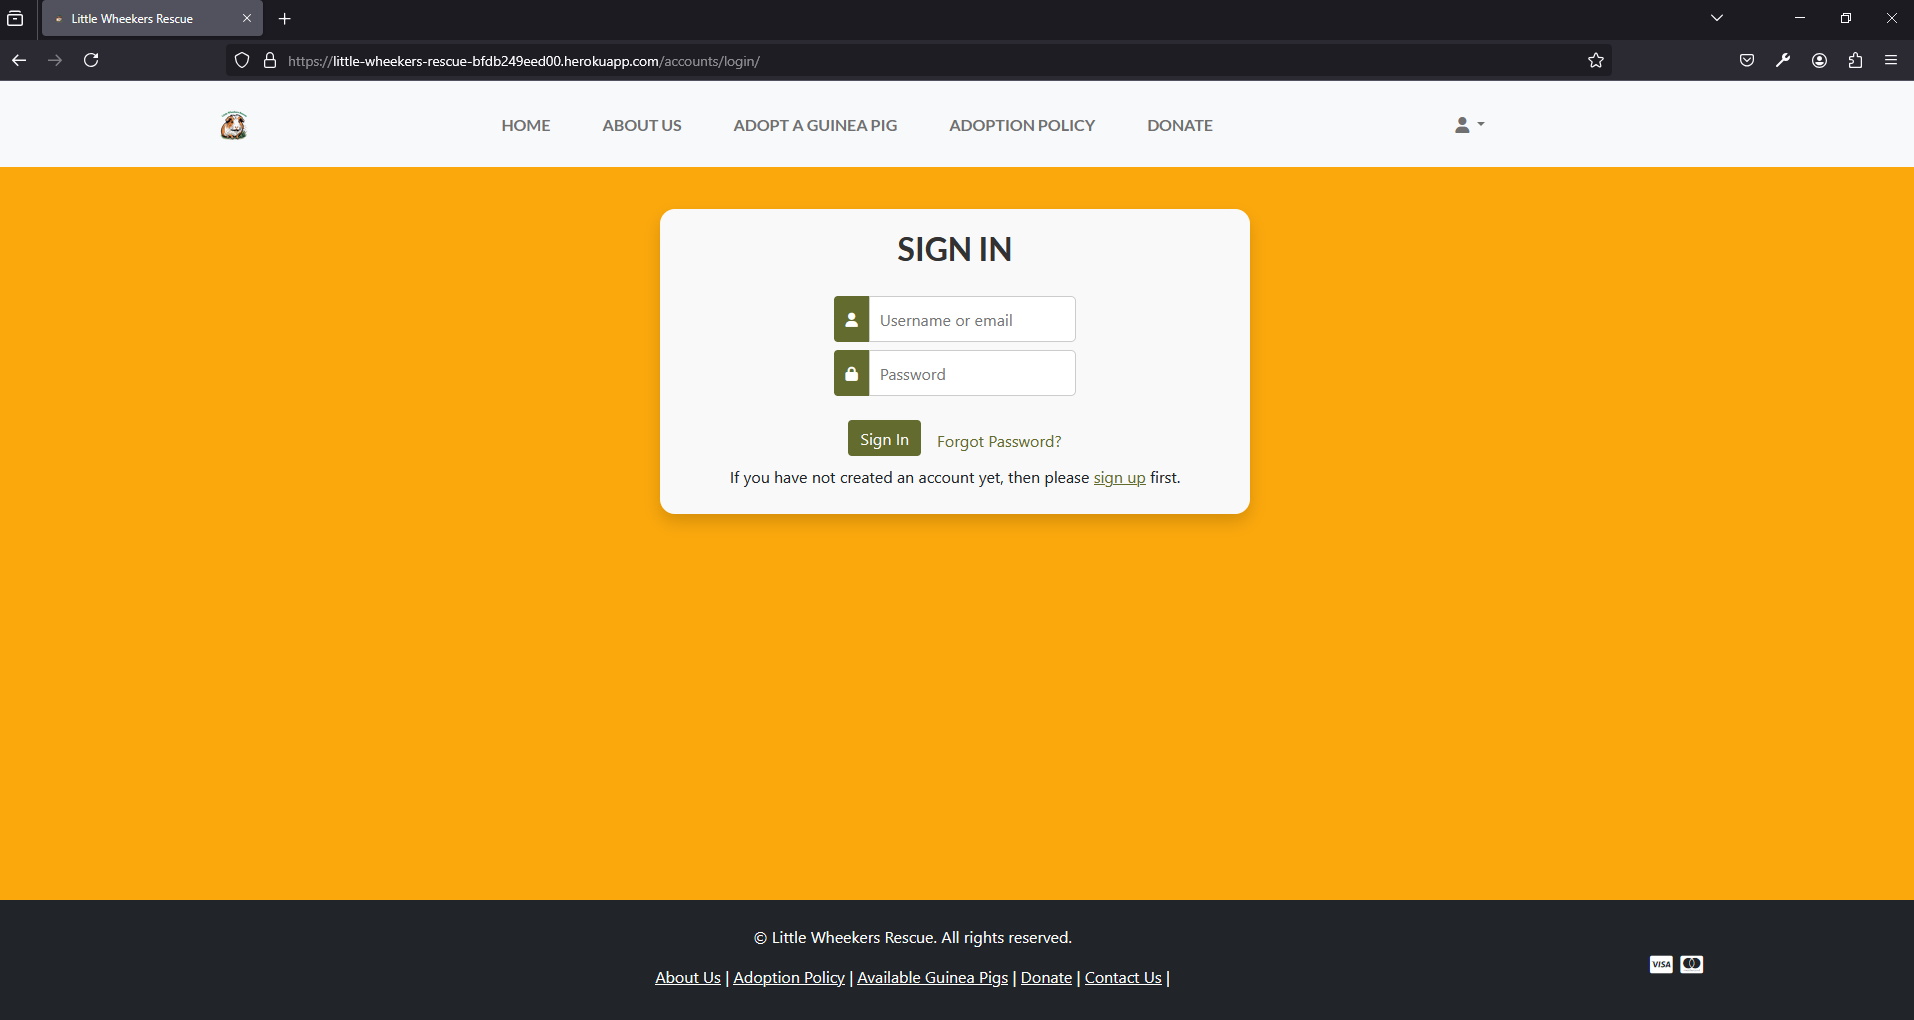 Little Wheekers Rescue
https://little-wheekers-rescue-bfdb249eed00.herokuapp.com/accounts/login/
HOME ABOUT US ADOPT A GUINEA PIG ADOPTION POLICY DONATE
SIGN IN
Username or email
Password
Sign In Forgot Password?
If you have not created an account yet, then please sign up first.
© Little Wheekers Rescue. All rights reserved.
About Us | Adoption Policy | Available Guinea Pigs | Donate | Contact Us |
VISA